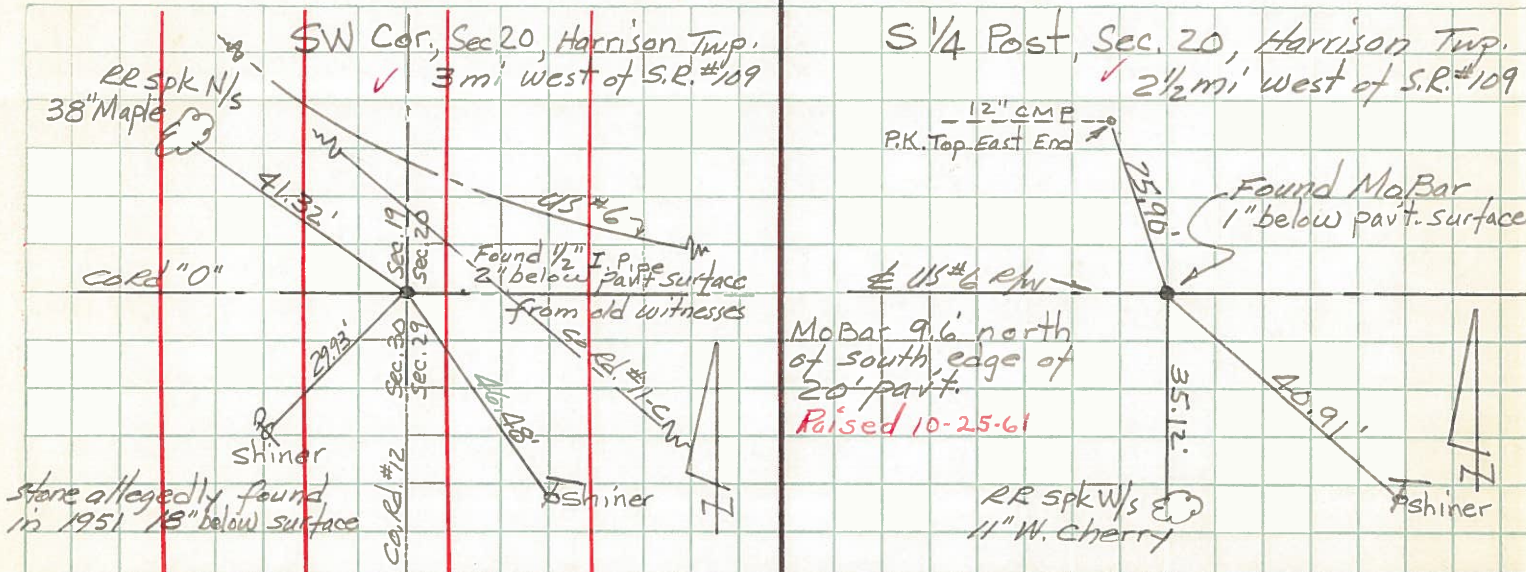 SW Cor., Sec. 20, Harrison Twp.
✓ 3 mi west of S.R. #109
RR spk N/s
38" Maple
41.32'
US #6
Sec. 19
Sec. 20
Found 1/2" I. Pipe
2" below pav't surface
from old witnesses
Co Rd "O"
29.93'
Sec. 30
Sec. 29
46.48'
Rd. #11-C
shiner
shiner
Stone allegedly found
in 1951 18" below surface
Co. Rd. #12
N
S 1/4 Post, Sec. 20, Harrison Twp.
✓ 2 1/2 mi west of S.R. #109
12" CMP
P.K. Top East End
25.96'
Found MoBar
1" below pav't. surface
℄ US #6 R/W
MoBar 9.6' north
of south edge of
20' pav't.
Raised 10-25-61
35.12'
40.91'
RR spk W/s
11" W. Cherry
shiner
N